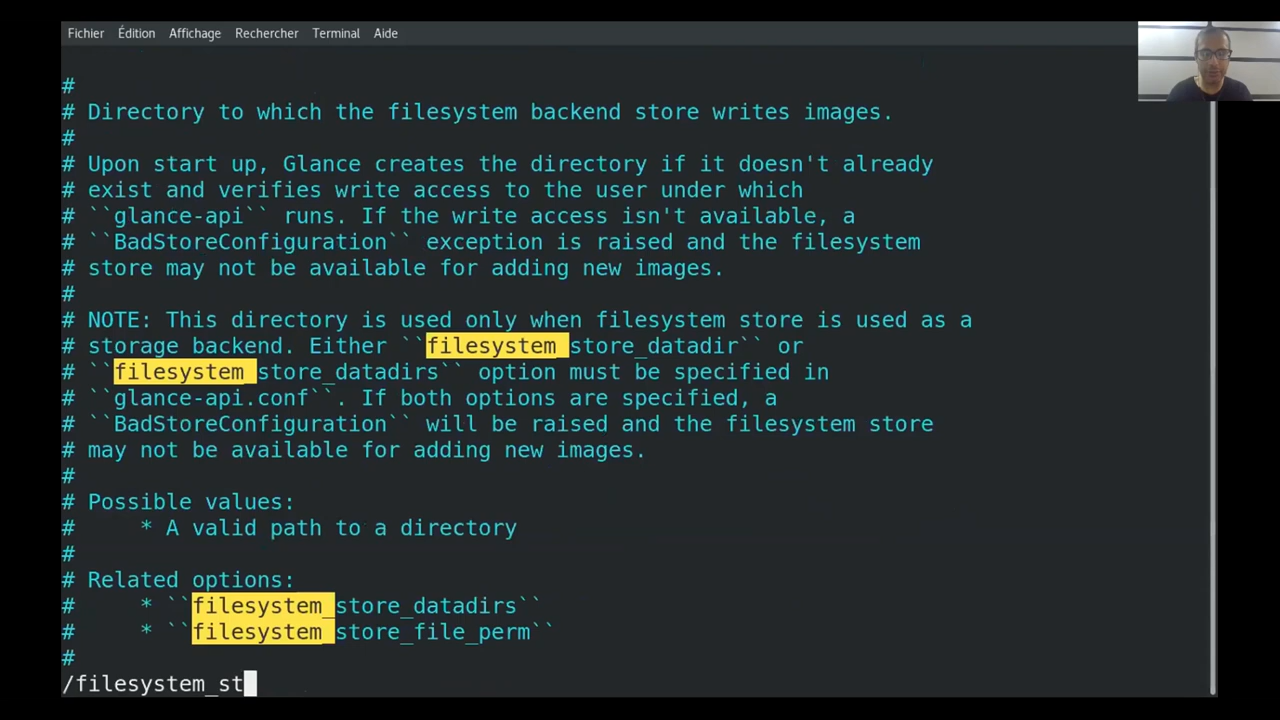 Fichier Édition Affichage Rechercher Terminal Aide
#
# Directory to which the filesystem backend store writes images.
#
# Upon start up, Glance creates the directory if it doesn't already
# exist and verifies write access to the user under which
# ``glance-api`` runs. If the write access isn't available, a
# ``BadStoreConfiguration`` exception is raised and the filesystem
# store may not be available for adding new images.
#
# NOTE: This directory is used only when filesystem store is used as a
# storage backend. Either ``filesystem_store_datadir`` or
# ``filesystem_store_datadirs`` option must be specified in
# ``glance-api.conf``. If both options are specified, a
# ``BadStoreConfiguration`` will be raised and the filesystem store
# may not be available for adding new images.
#
# Possible values:
#     * A valid path to a directory
#
# Related options:
#     * ``filesystem_store_datadirs``
#     * ``filesystem_store_file_perm``
#
/filesystem_st